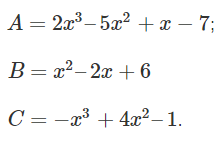 A = 2x³ – 5x² + x – 7;
B = x² – 2x + 6
C = –x³ + 4x² – 1.